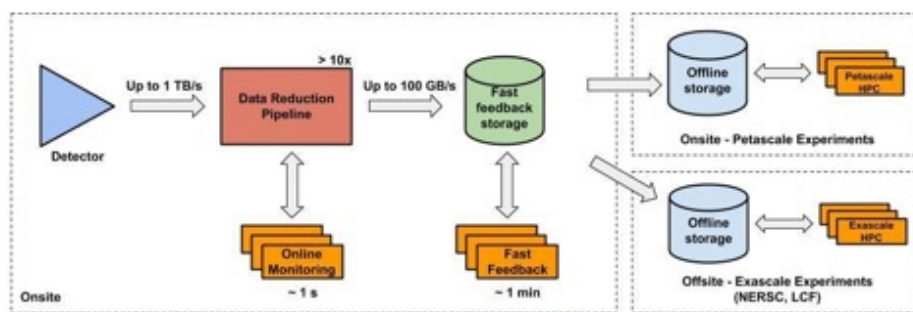 > 10x
Up to 1 TB/s
Up to 100 GB/s
Data Reduction
Pipeline
Fast
feedback
storage
Detector
Online
Monitoring
~ 1 s
Fast
Feedback
~ 1 min
Onsite
Offline
storage
Petascale
HPC
Onsite - Petascale Experiments
Offline
storage
Exascale
HPC
Offsite - Exascale Experiments
(NERSC, LCF)